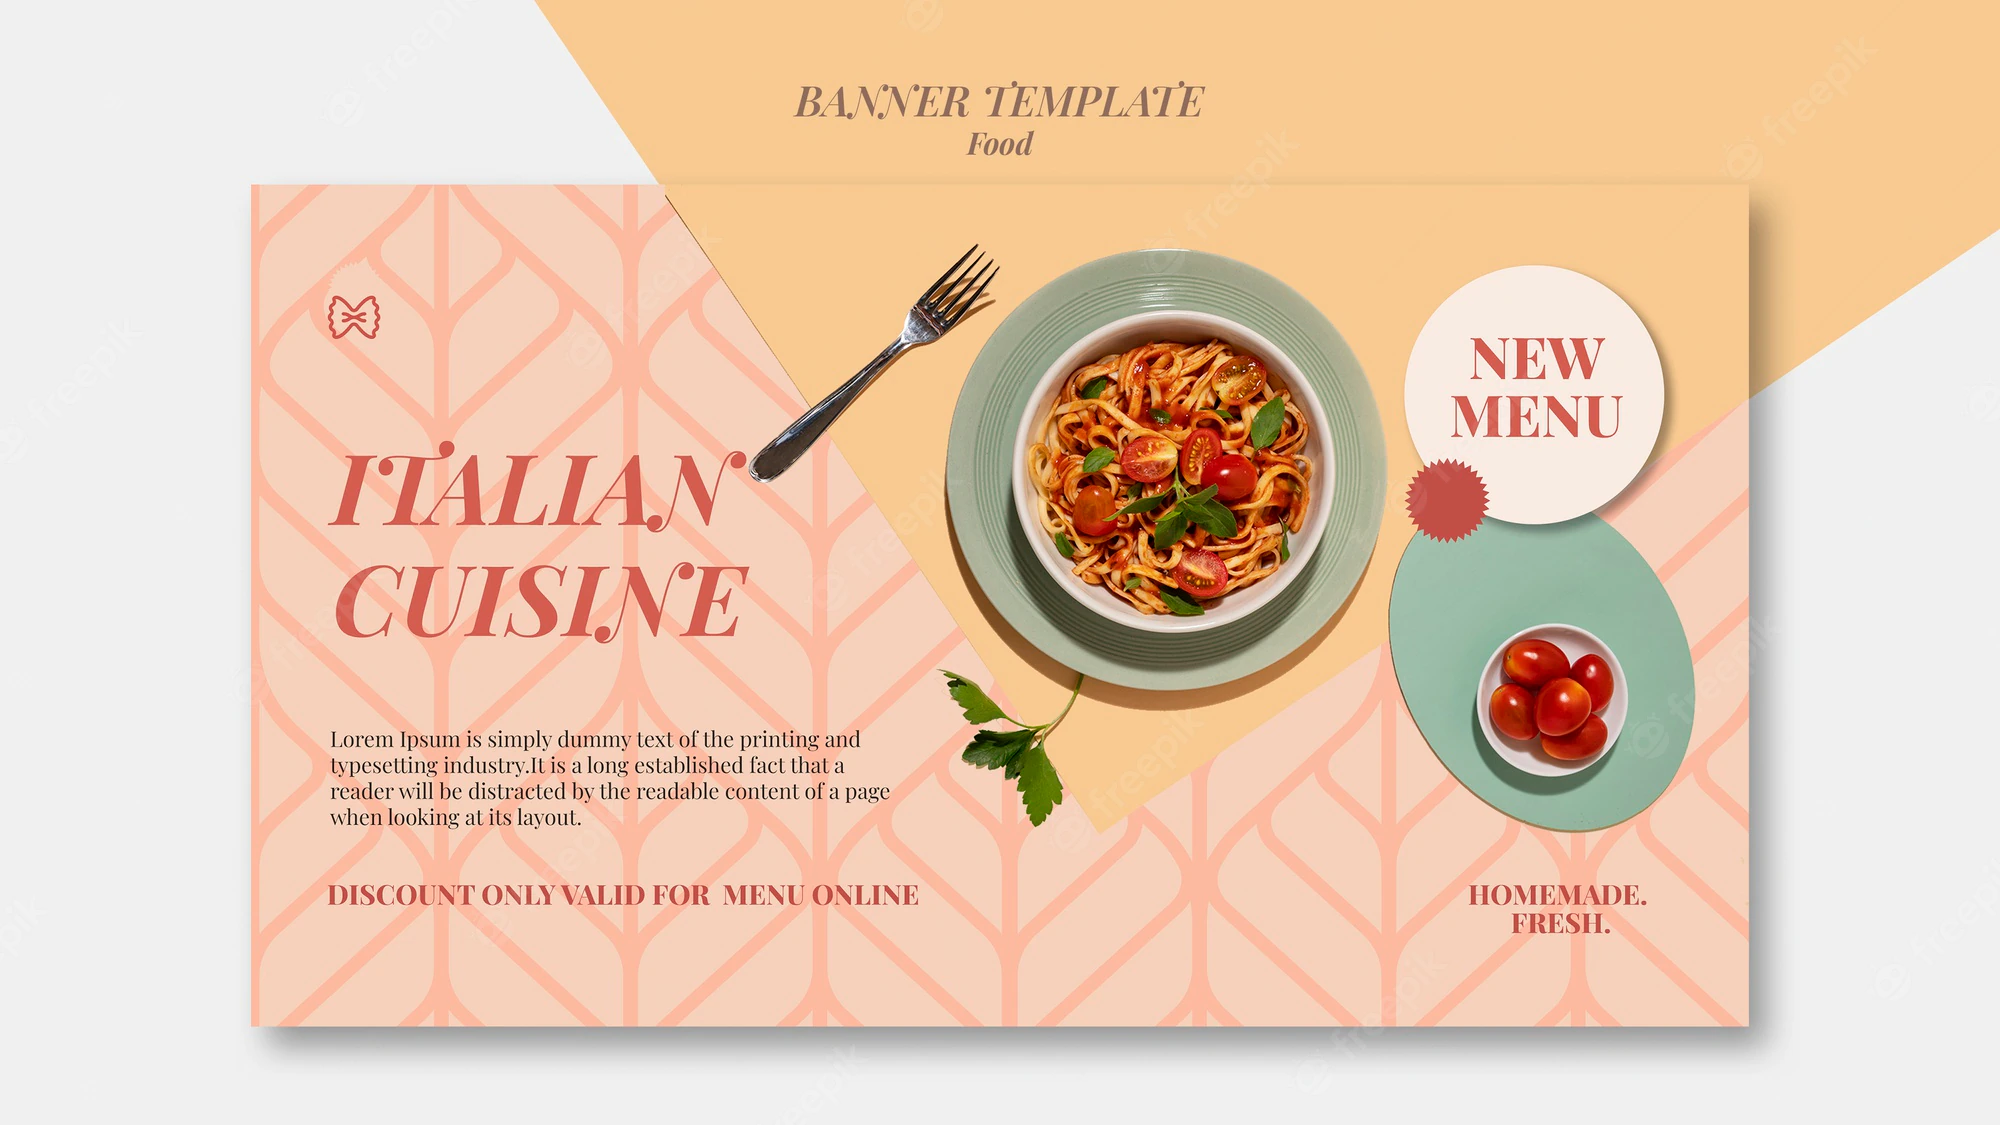 BANNER TEMPLATE
Food
ITALIAN
CUISINE
NEW
MENU
Lorem Ipsum is simply dummy text of the printing and
typesetting industry.It is a long established fact that a
reader will be distracted by the readable content of a page
when looking at its layout.
DISCOUNT ONLY VALID FOR  MENU ONLINE
HOMEMADE.
FRESH.
freepik